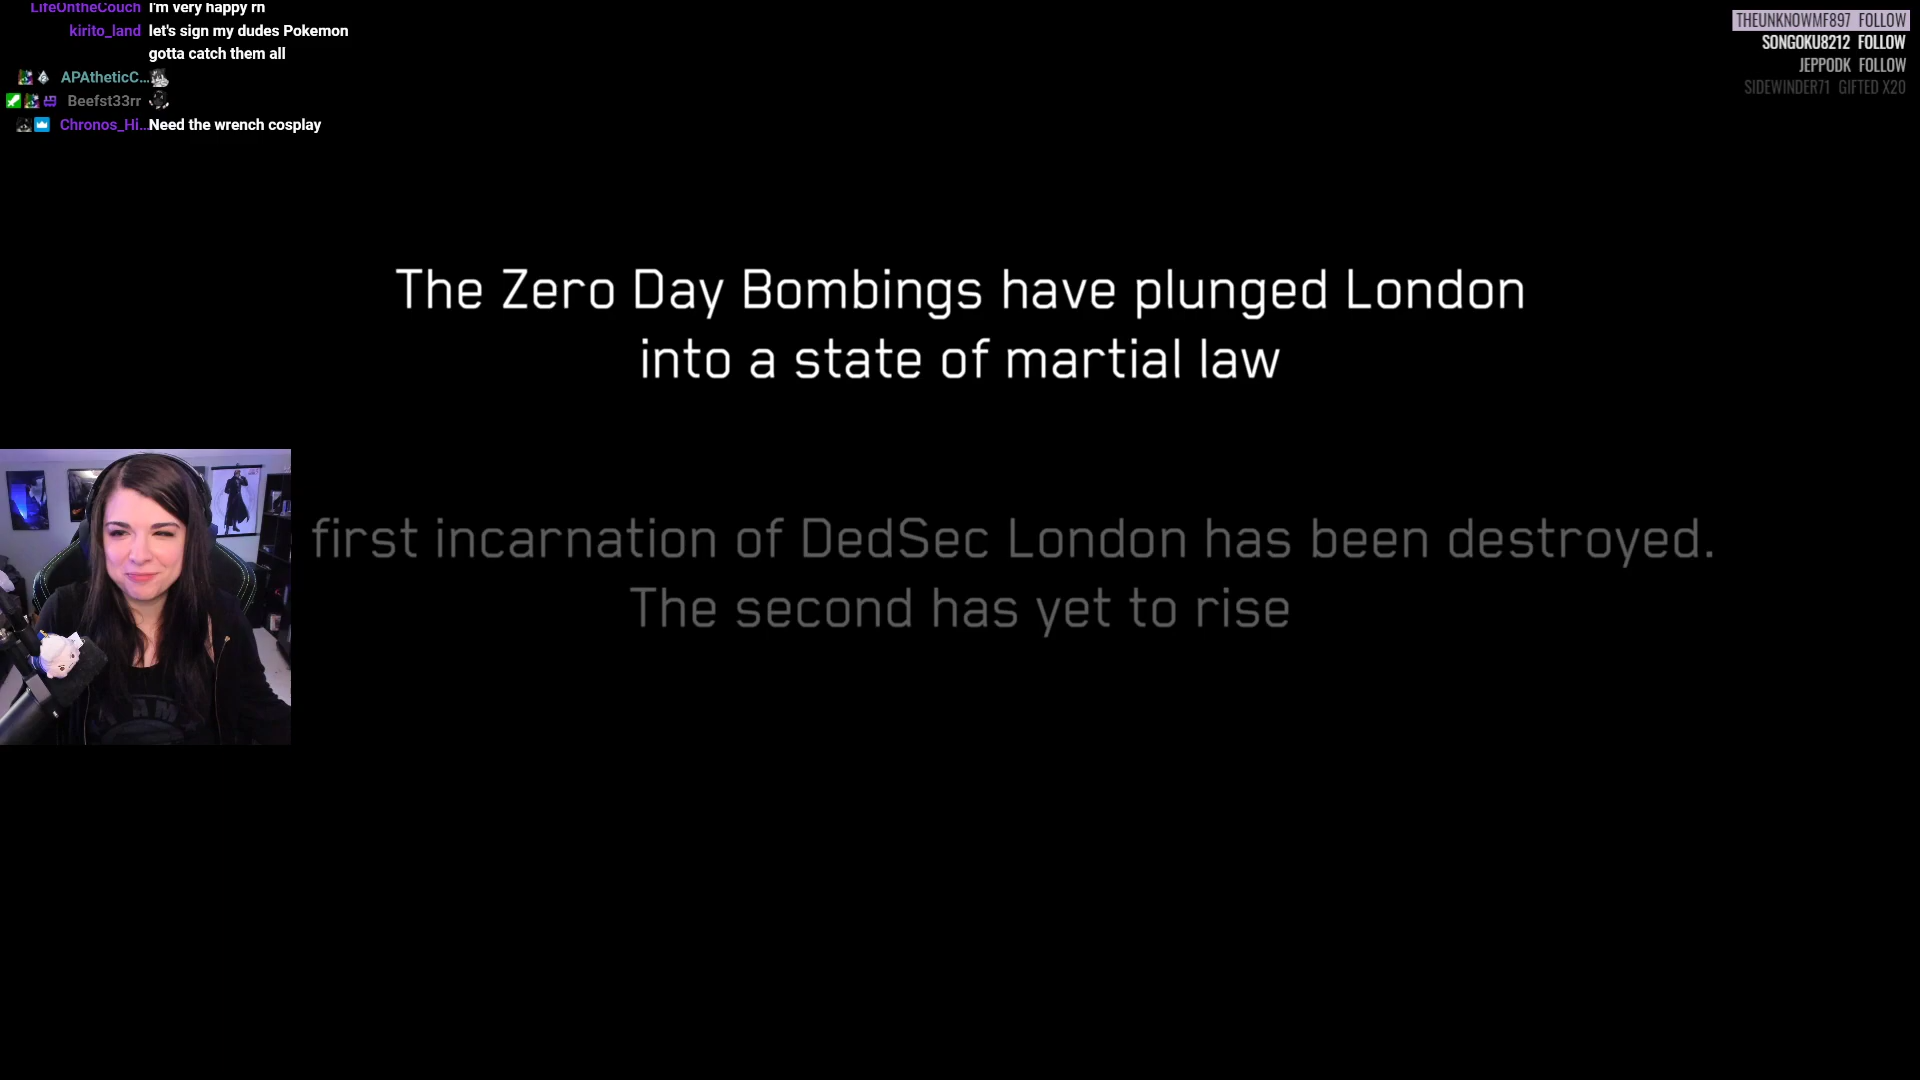 LifeOntheCouch I'm very happy rn
kirito_land let's sign my dudes Pokemon
gotta catch them all
APAtheticC...
Beefst33rr
Chronos_Hi... Need the wrench cosplay
THEUNKNOWMF897 FOLLOW
SONGOKU8212 FOLLOW
JEPPODK FOLLOW
SIDEWINDER71 GIFTED X20
The Zero Day Bombings have plunged London
into a state of martial law
first incarnation of DedSec London has been destroyed.
The second has yet to rise